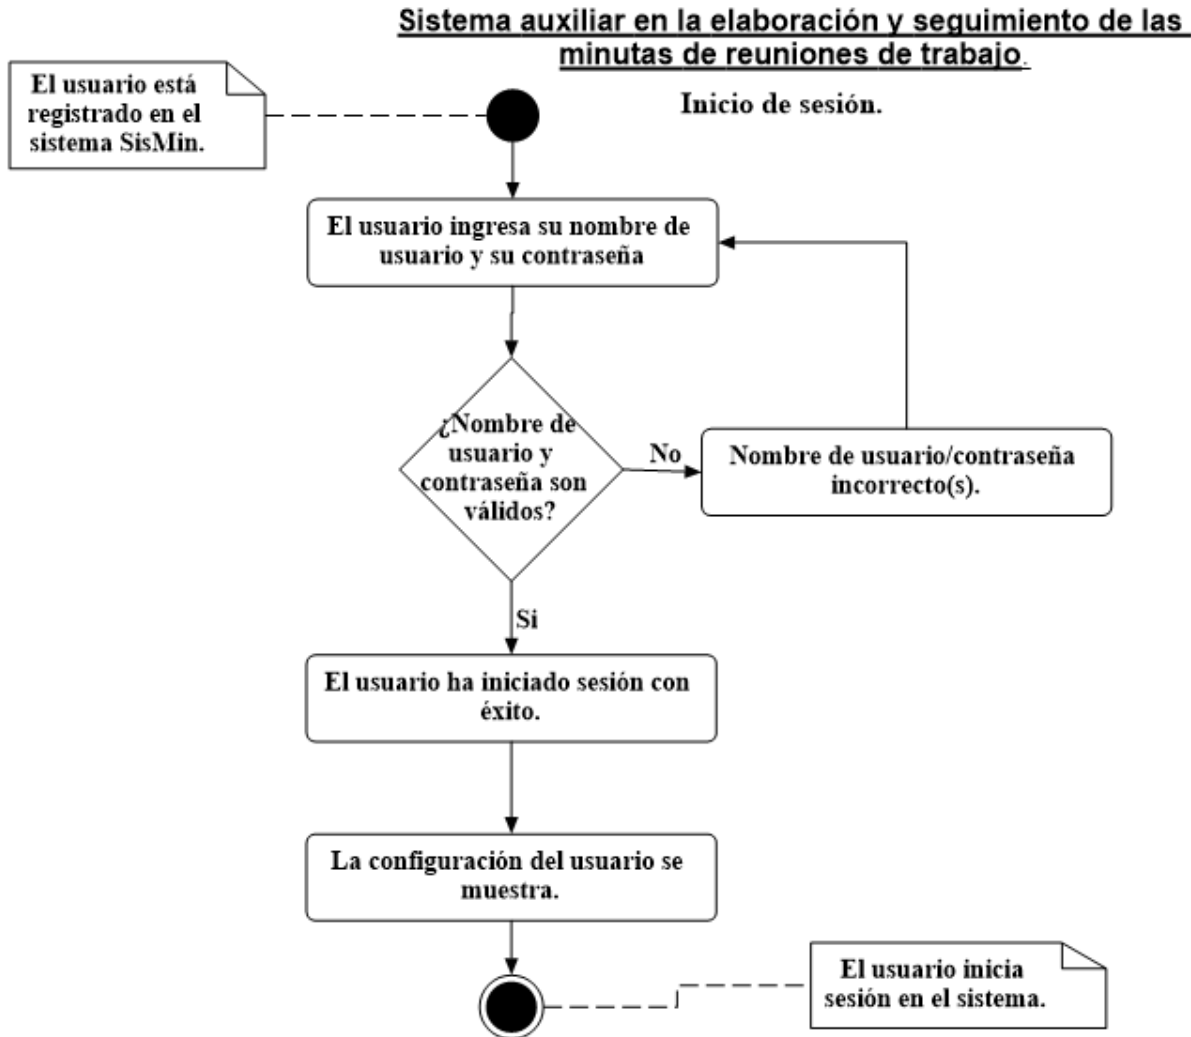 Sistema auxiliar en la elaboración y seguimiento de las
minutas de reuniones de trabajo.
Inicio de sesión.
El usuario está
registrado en el
sistema SisMin.
El usuario ingresa su nombre de
usuario y su contraseña
¿Nombre de
usuario y
contraseña son
válidos?
No
Nombre de usuario/contraseña
incorrecto(s).
Si
El usuario ha iniciado sesión con
éxito.
La configuración del usuario se
muestra.
El usuario inicia
sesión en el sistema.